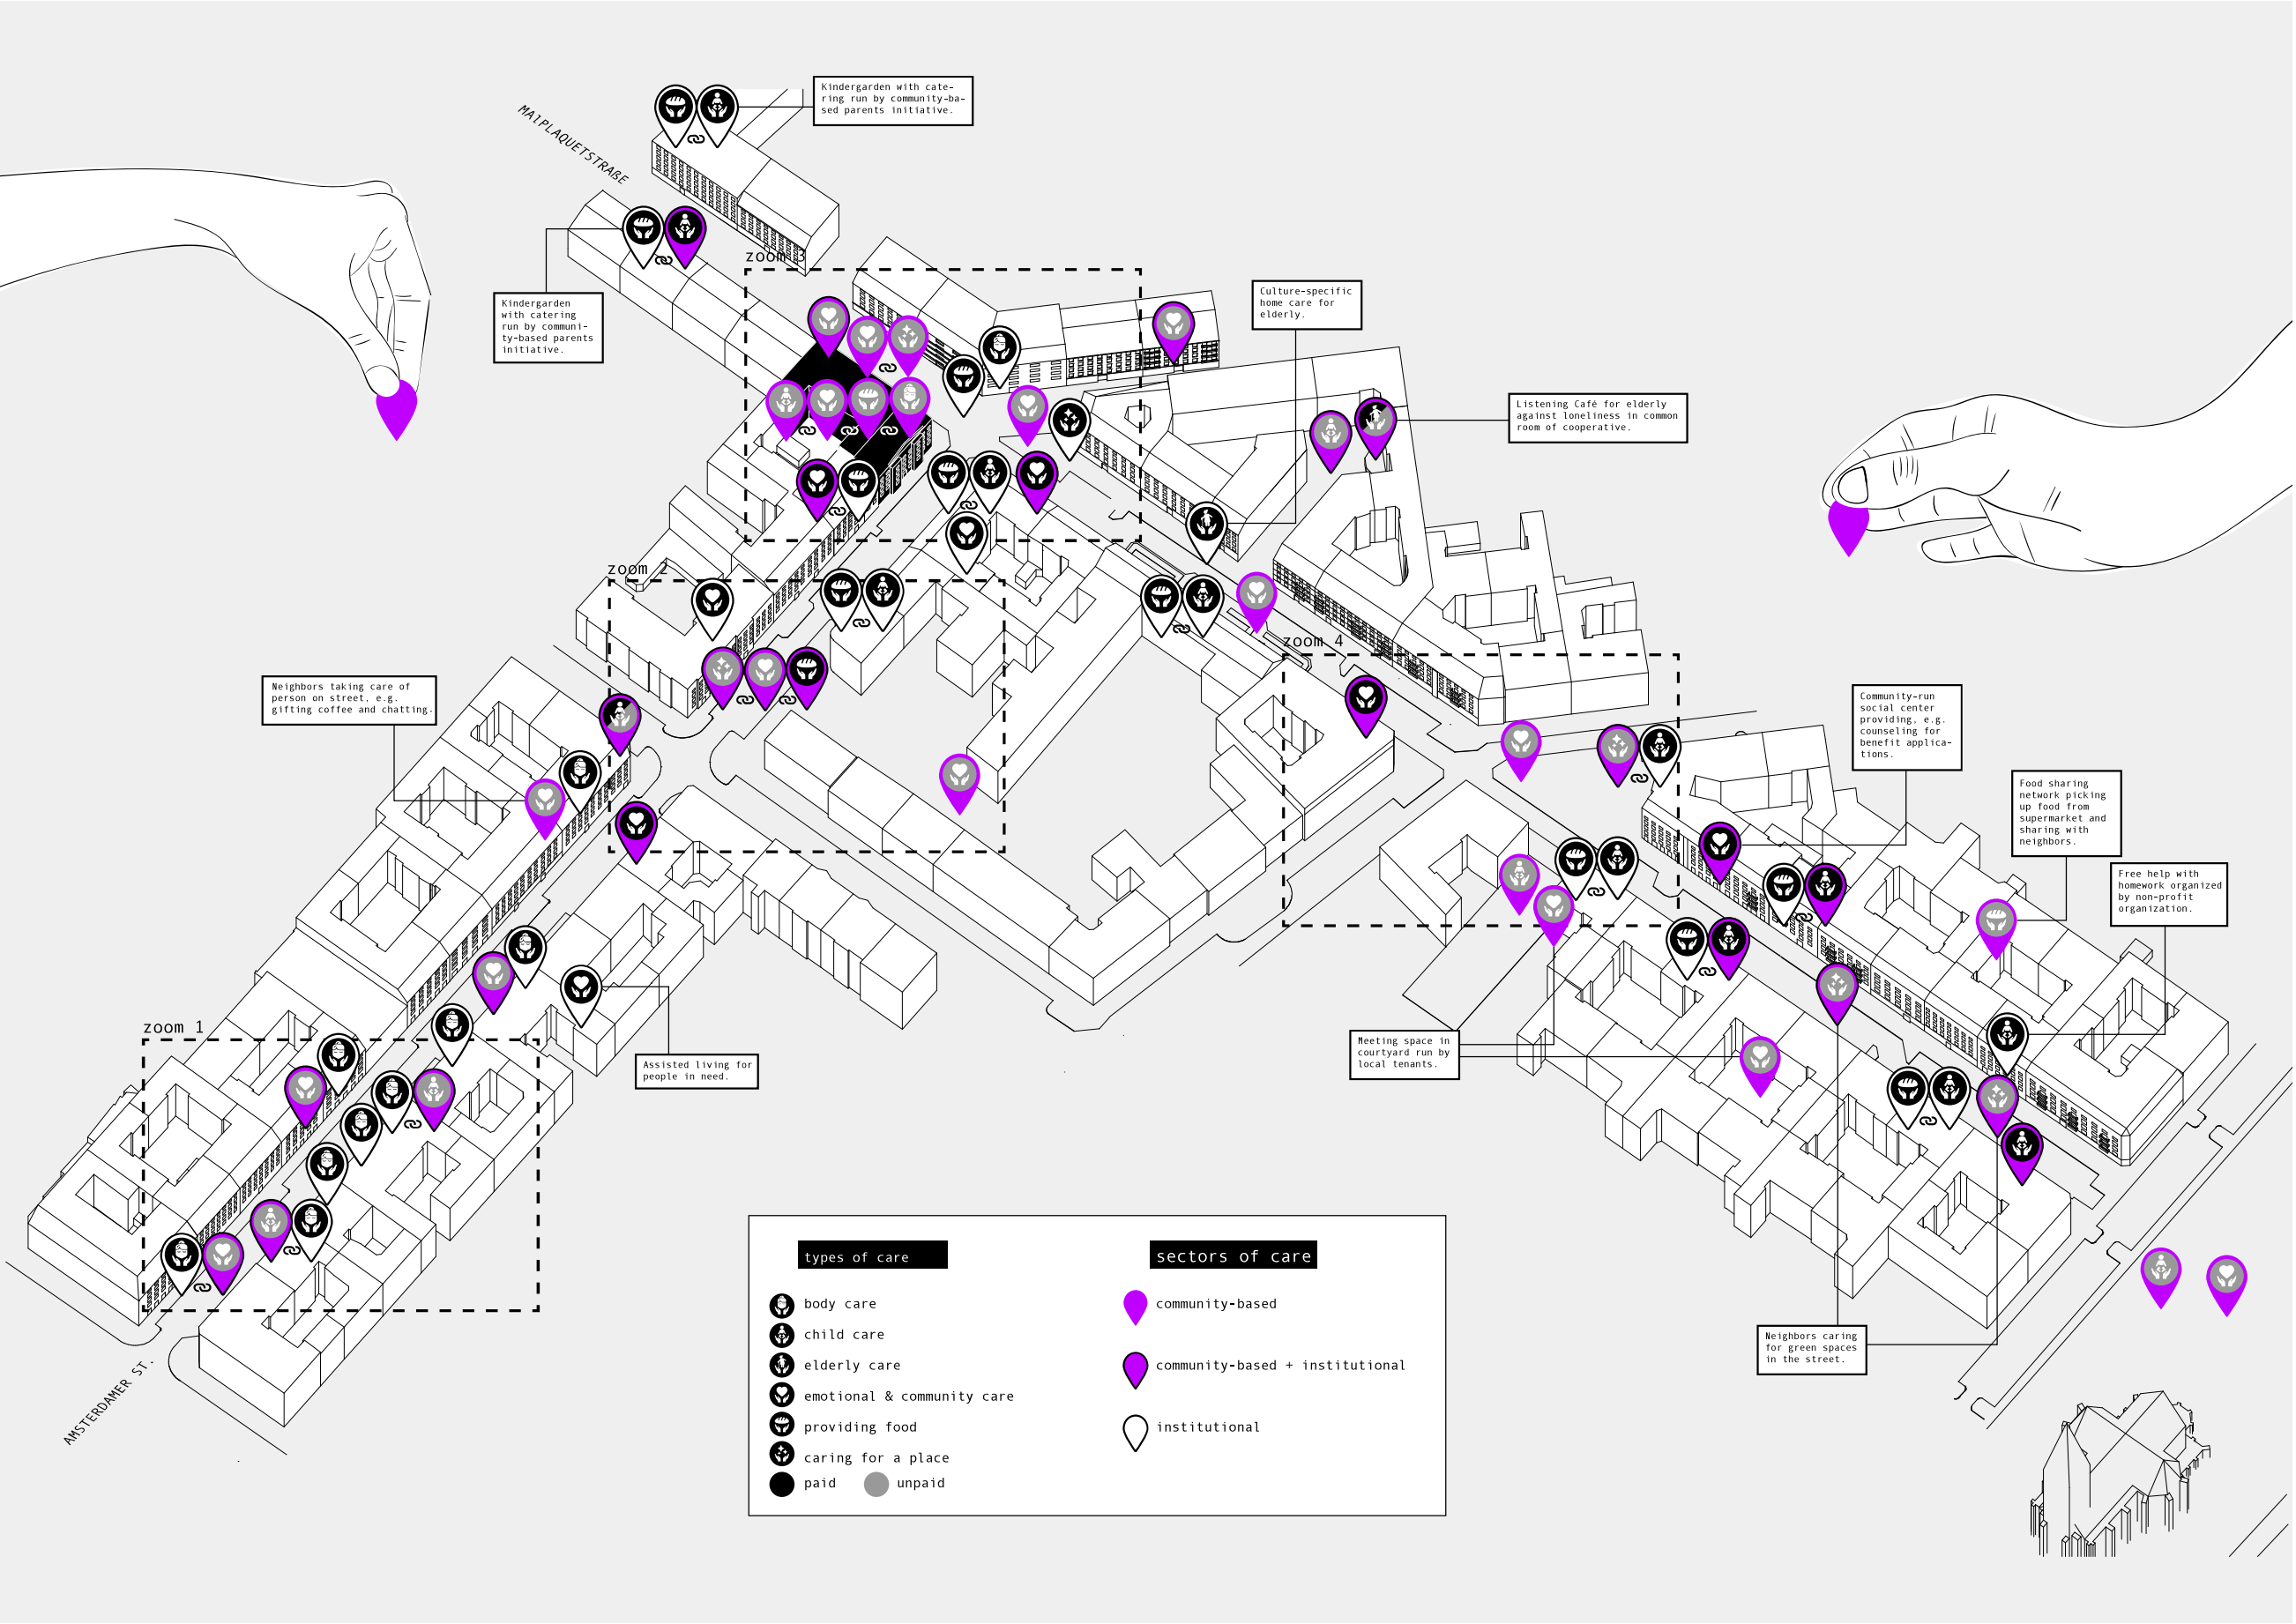 Kindergarden with cate-
ring run by community-ba-
sed parents initiative.
MAlPLAQUETSTRAßE
zoom 3
Kindergarden
with catering
run by communi-
ty-based parents
initiative.
Culture-specific
home care for
elderly.
Listening Café for elderly
against loneliness in common
room of cooperative.
zoom 2
zoom 4
Neighbors taking care of
person on street, e.g.
gifting coffee and chatting.
Community-run
social center
providing, e.g.
counseling for
benefit applica-
tions.
Food sharing
network picking
up food from
supermarket and
sharing with
neighbors.
Free help with
homework organized
by non-profit
organization.
zoom 1
Assisted living for
people in need.
Meeting space in
courtyard run by
local tenants.
Neighbors caring
for green spaces
in the street.
AMSTERDAMER ST.
types of care
body care
child care
elderly care
emotional & community care
providing food
caring for a place
paid
unpaid
sectors of care
community-based
community-based + institutional
institutional